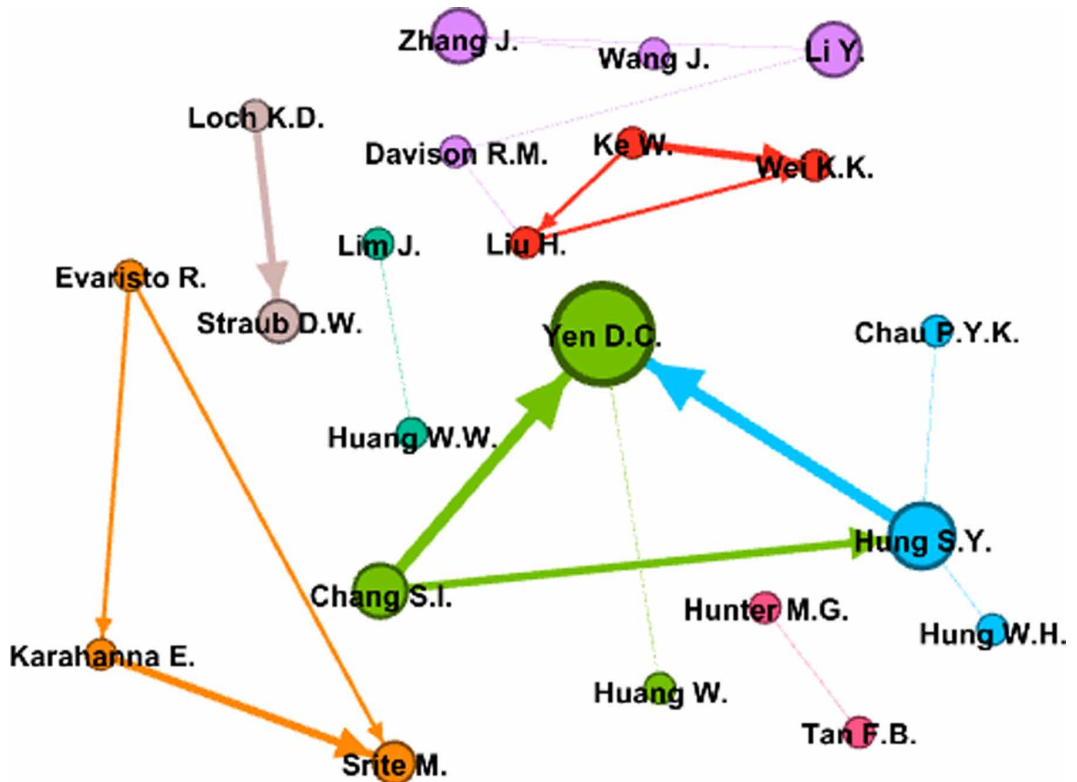 Zhang J.
Wang J.
Li Y.
Loch K.D.
Davison R.M.
Ke W.
Wei K.K.
Lim J.
Liu H.
Evaristo R.
Straub D.W.
Yen D.C.
Chau P.Y.K.
Huang W.W.
Hung S.Y.
Chang S.I.
Hunter M.G.
Hung W.H.
Karahanna E.
Huang W.
Tan F.B.
Srite M.